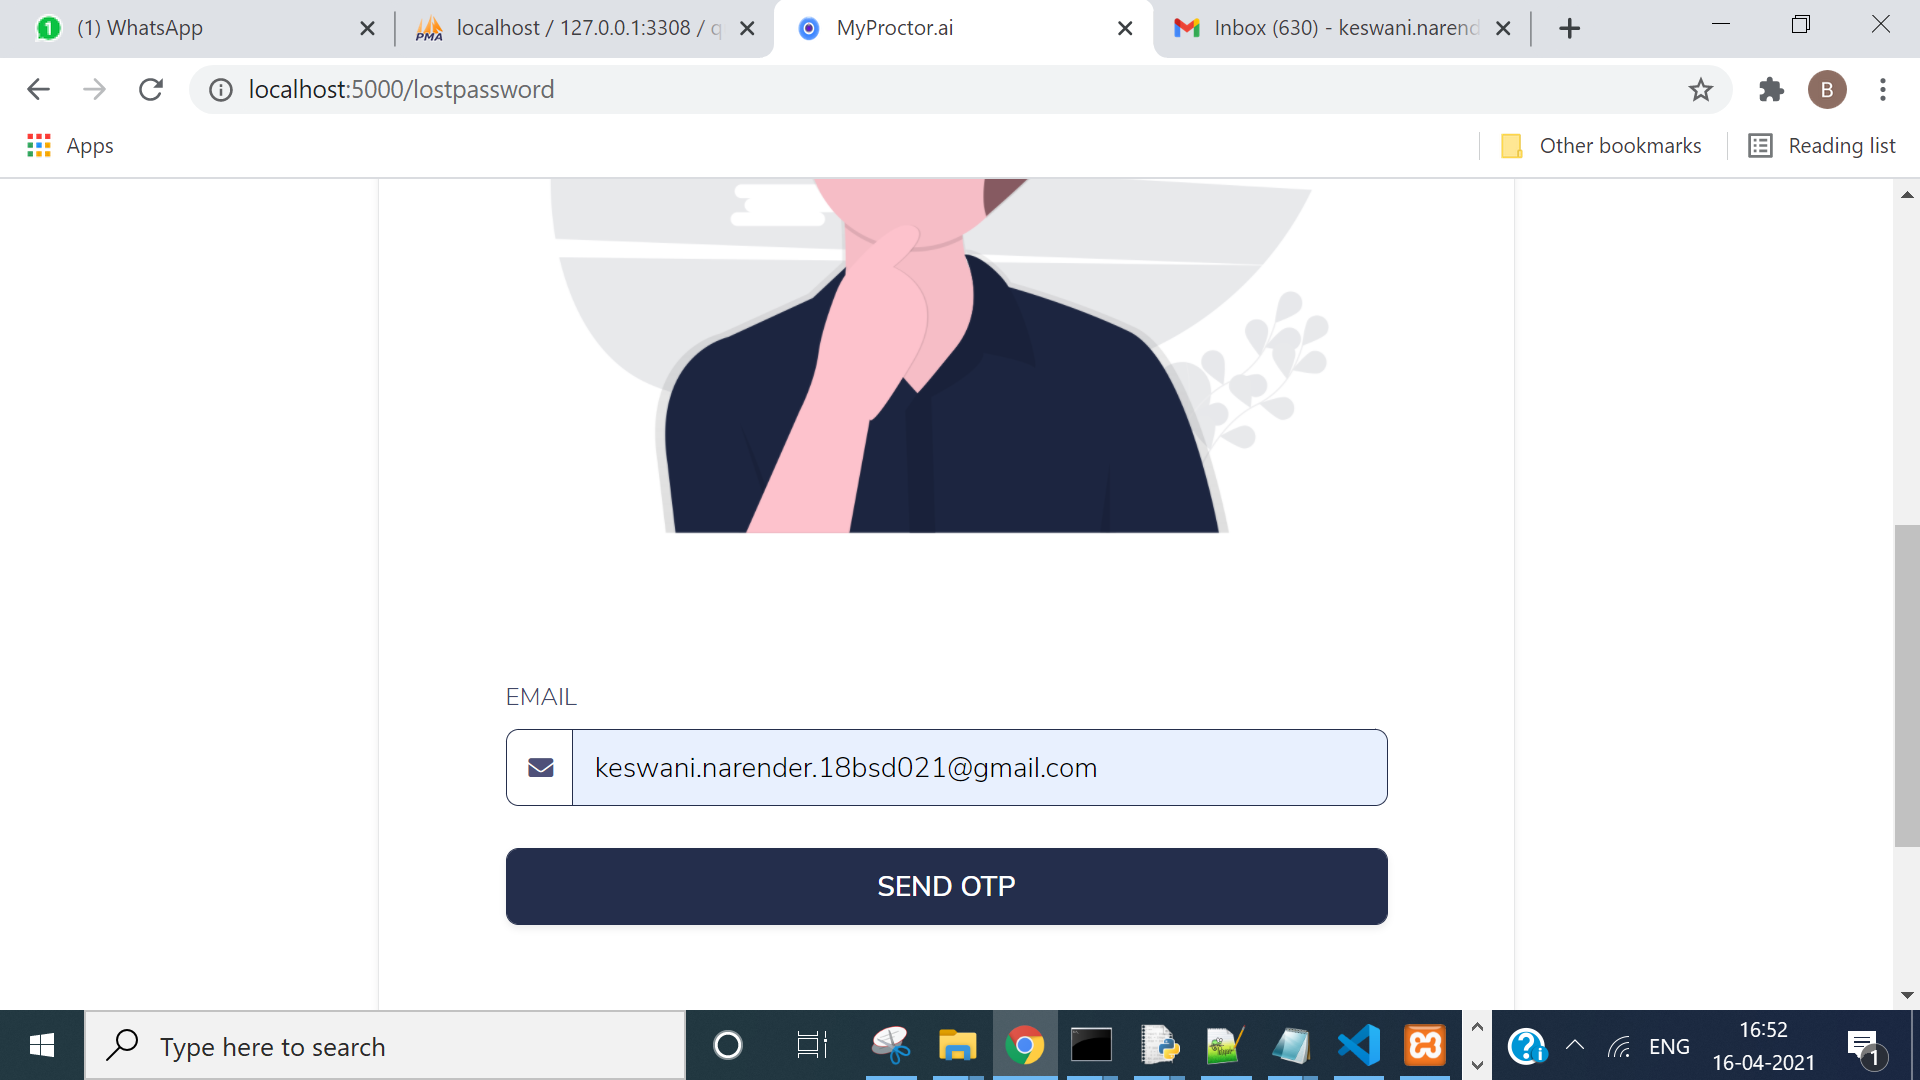 1 (1) WhatsApp
PMA localhost / 127.0.0.1:3308 / q
MyProctor.ai
Inbox (630) - keswani.narend
localhost:5000/lostpassword
B
Apps
Other bookmarks
Reading list
EMAIL
keswani.narender.18bsd021@gmail.com
SEND OTP
Type here to search
ENG
16:52
16-04-2021
1